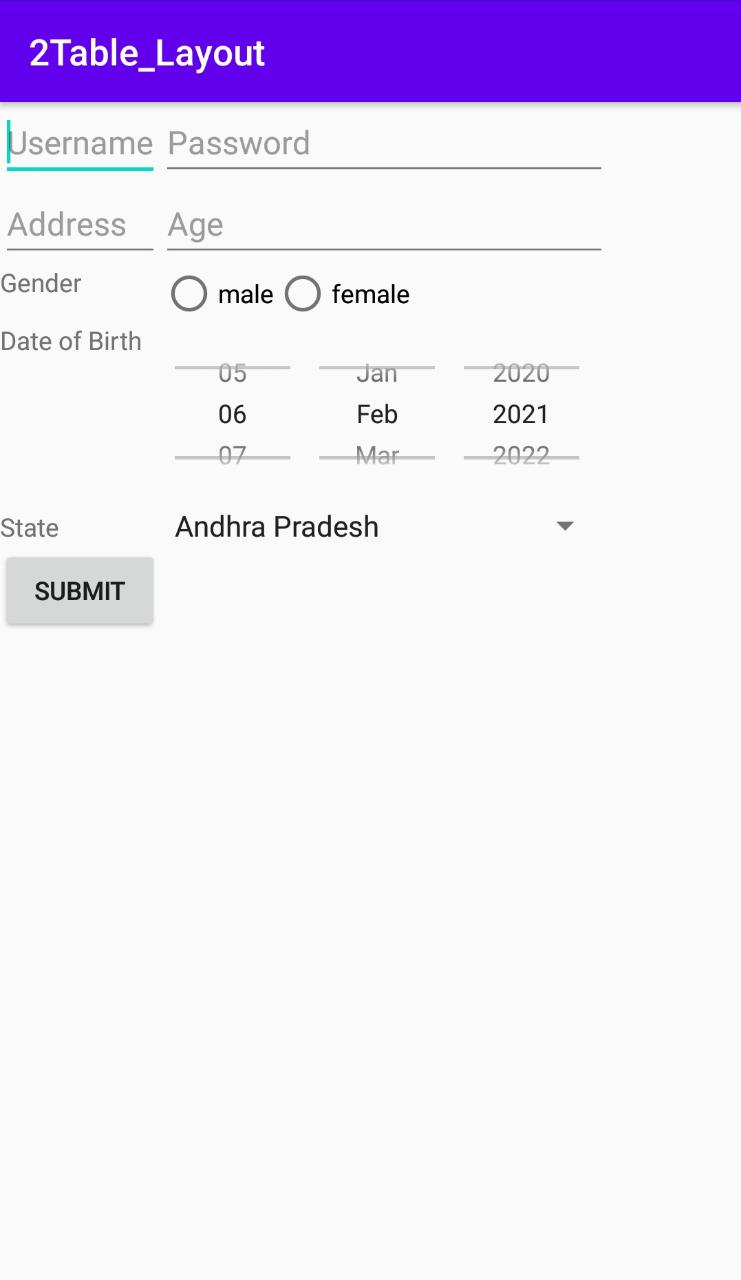 2Table_Layout
Username Password
Address Age
Gender male female
Date of Birth
05 Jan 2020
06 Feb 2021
07 Mar 2022
State Andhra Pradesh
SUBMIT